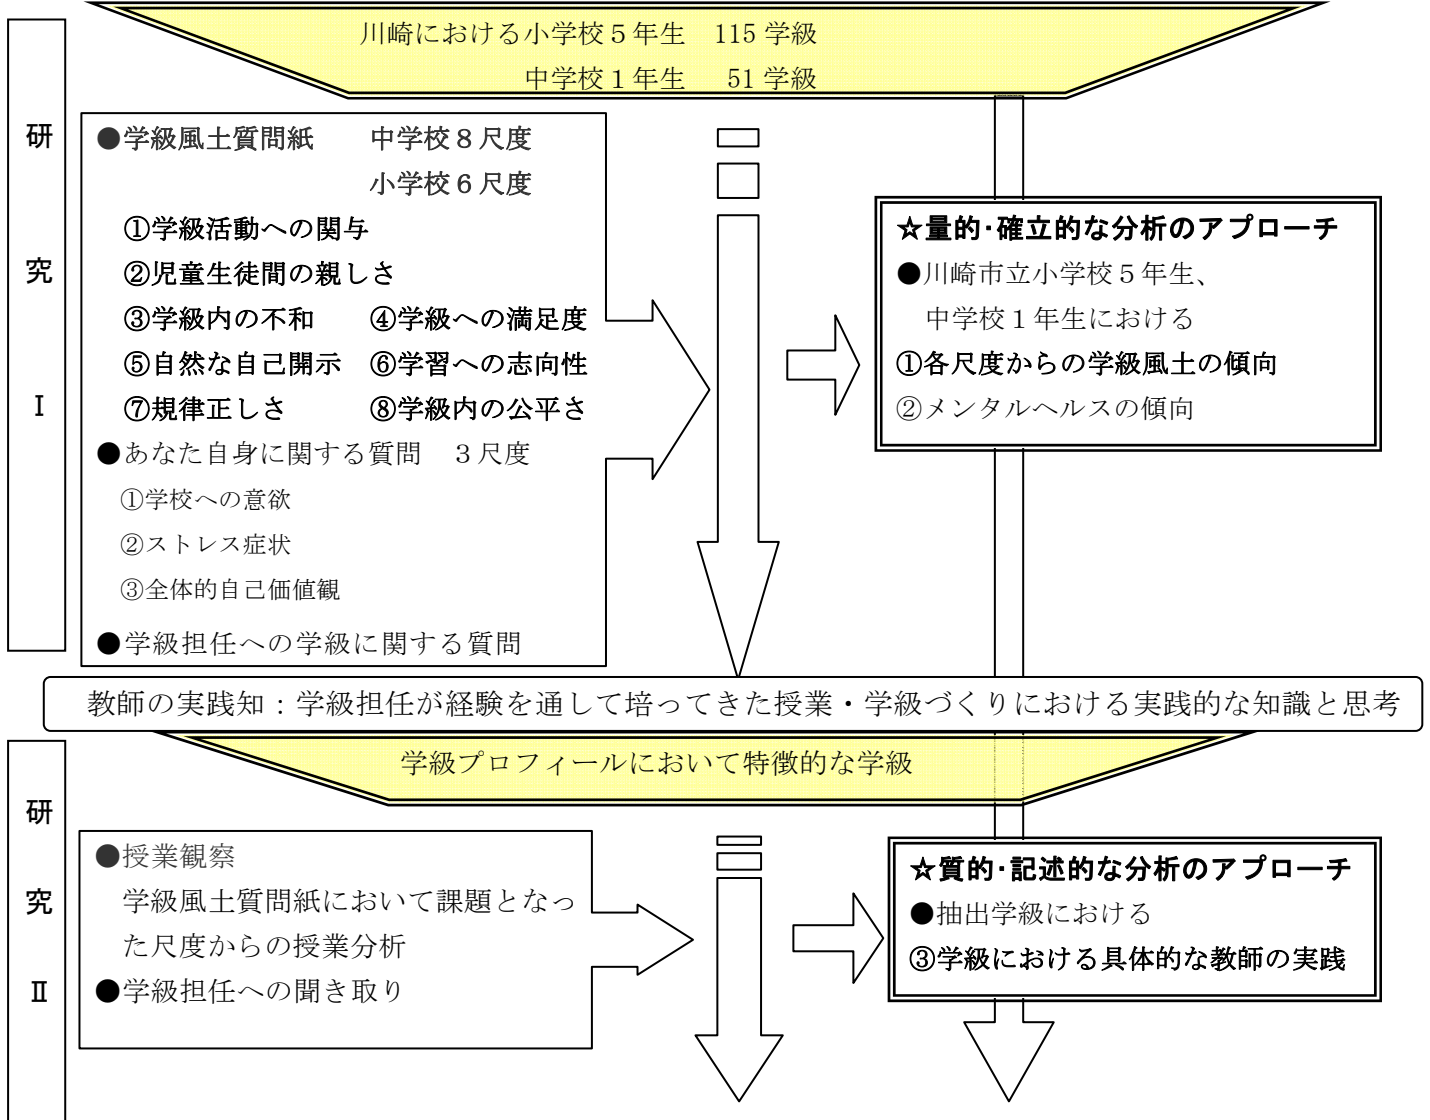 川崎における小学校５年生　115 学級
中学校１年生　51 学級
研究Ⅰ
●学級風土質問紙　　中学校８尺度
小学校６尺度
①学級活動への関与
②児童生徒間の親しさ
③学級内の不和　　④学級への満足度
⑤自然な自己開示　⑥学習への志向性
⑦規律正しさ　　　⑧学級内の公平さ
●あなた自身に関する質問　３尺度
①学校への意欲
②ストレス症状
③全体的自己価値観
●学級担任への学級に関する質問
☆量的･確立的な分析のアプローチ
●川崎市立小学校５年生、
中学校１年生における
①各尺度からの学級風土の傾向
②メンタルヘルスの傾向
教師の実践知：学級担任が経験を通して培ってきた授業・学級づくりにおける実践的な知識と思考
学級プロフィールにおいて特徴的な学級
研究Ⅱ
●授業観察
学級風土質問紙において課題となっ
た尺度からの授業分析
●学級担任への聞き取り
☆質的･記述的な分析のアプローチ
●抽出学級における
③学級における具体的な教師の実践